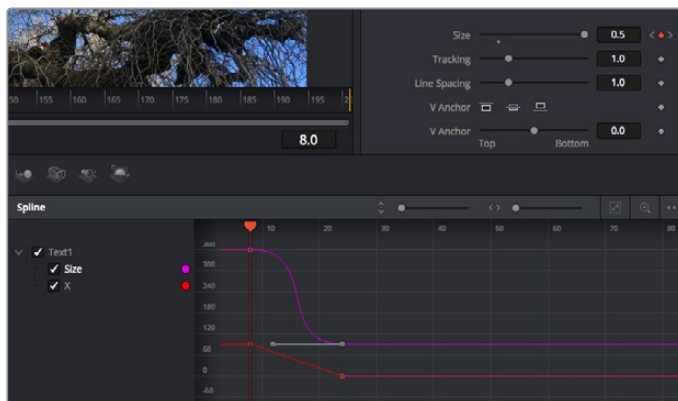 Size 0.5
Tracking 1.0
Line Spacing 1.0
V Anchor
V Anchor 0.0
Top Bottom
50 155 160 165 170 175 180 185 190 195
8.0
Spline
10 20 30 40 50 60 70 80
Text1
Size
X
360
300
240
180
120
60
0
-60